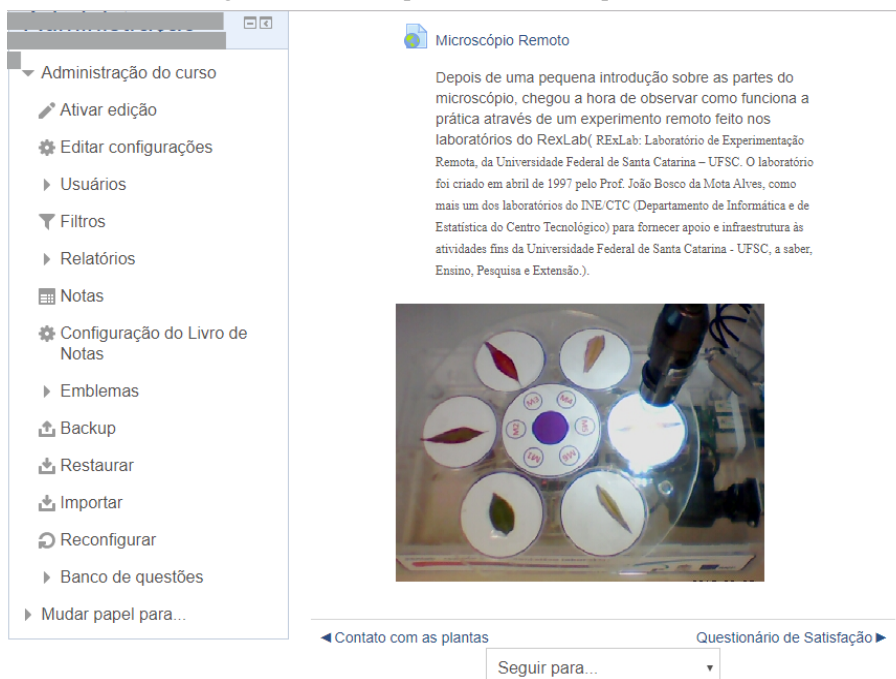 Administração do curso
Ativar edição
Editar configurações
Usuários
Filtros
Relatórios
Notas
Configuração do Livro de
Notas
Emblemas
Backup
Restaurar
Importar
Reconfigurar
Banco de questões
Mudar papel para...
Microscópio Remoto
Depois de uma pequena introdução sobre as partes do
microscópio, chegou a hora de observar como funciona a
prática através de um experimento remoto feito nos
laboratórios do RexLab( RExLab: Laboratório de Experimentação
Remota, da Universidade Federal de Santa Catarina – UFSC. O laboratório
foi criado em abril de 1997 pelo Prof. João Bosco da Mota Alves, como
mais um dos laboratórios do INE/CTC (Departamento de Informática e de
Estatística do Centro Tecnológico) para fornecer apoio e infraestrutura às
atividades fins da Universidade Federal de Santa Catarina - UFSC, a saber,
Ensino, Pesquisa e Extensão.).
M3 M4
M2 M5
M1 M6
◄ Contato com as plantas
Questionário de Satisfação ►
Seguir para...